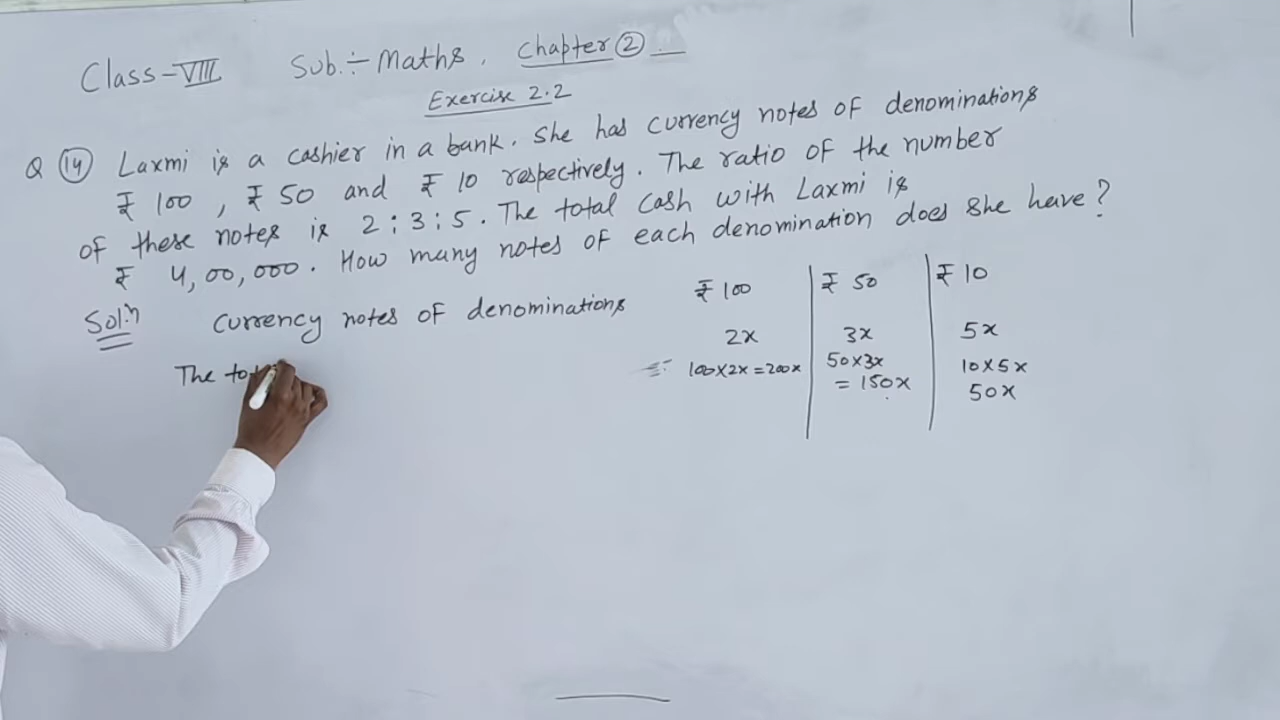 Class-VIII Sub.:- Maths, Chapter 2
Exercise 2.2
Q 14 Laxmi is a cashier in a bank. She has currency notes of denominations
₹ 100, ₹ 50 and ₹ 10 respectively. The ratio of the number
of these notes is 2:3:5. The total cash with Laxmi is
₹ 4,00,000. How many notes of each denomination does she have?
Sol:n Currency notes of denominations ₹ 100 ₹ 50 ₹ 10
2x 3x 5x
The 100×2x=200x 50×3x 10×5x
= 150x 50x